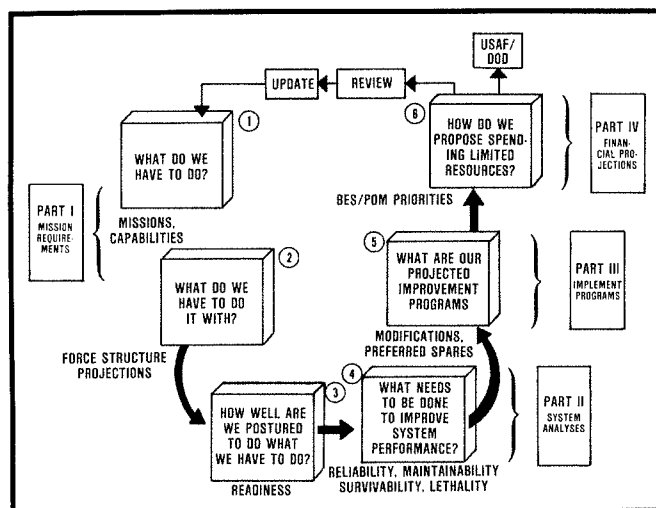 USAF/
DOD
UPDATE
REVIEW
1
WHAT DO WE
HAVE TO DO?
6
HOW DO WE
PROPOSE SPEND-
ING LIMITED
RESOURCES?
PART IV
FINAN-
CIAL PRO-
JECTIONS
BES/POM PRIORITIES
PART I
MISSION
REQUIRE-
MENTS
MISSIONS,
CAPABILITIES
2
WHAT DO WE
HAVE TO DO
IT WITH?
5
WHAT ARE OUR
PROJECTED
IMPROVEMENT
PROGRAMS
PART III
IMPLEMENT
PROGRAMS
MODIFICATIONS,
PREFERRED SPARES
FORCE STRUCTURE
PROJECTIONS
3
HOW WELL ARE
WE POSTURED
TO DO WHAT
WE HAVE TO DO?
READINESS
4
WHAT NEEDS
TO BE DONE
TO IMPROVE
SYSTEM
PERFORMANCE?
RELIABILITY, MAINTAINABILITY
SURVIVABILITY, LETHALITY
PART II
SYSTEM
ANALYSES